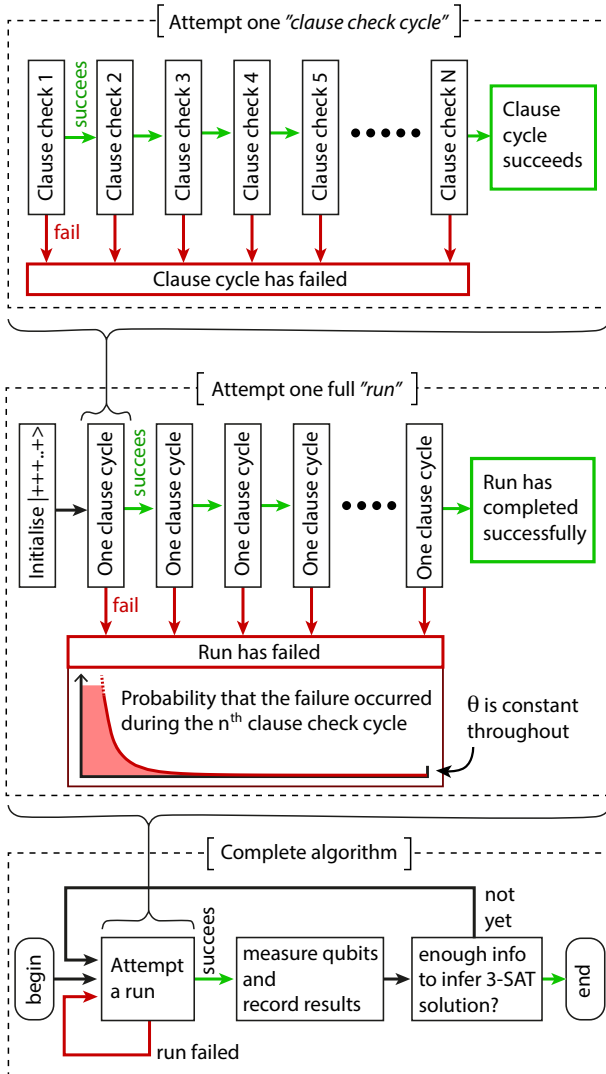 Attempt one "clause check cycle"
Clause check 1
succees
Clause check 2
Clause check 3
Clause check 4
Clause check 5
Clause check N
Clause
cycle
succeeds
fail
Clause cycle has failed
Attempt one full "run"
Initialise |+++..+>
One clause cycle
succees
One clause cycle
One clause cycle
One clause cycle
One clause cycle
Run has
completed
successfully
fail
Run has failed
Probability that the failure occurred
during the nth clause check cycle
θ is constant
throughout
Complete algorithm
not
yet
begin
Attempt
a run
succees
measure qubits
and
record results
enough info
to infer 3-SAT
solution?
end
run failed